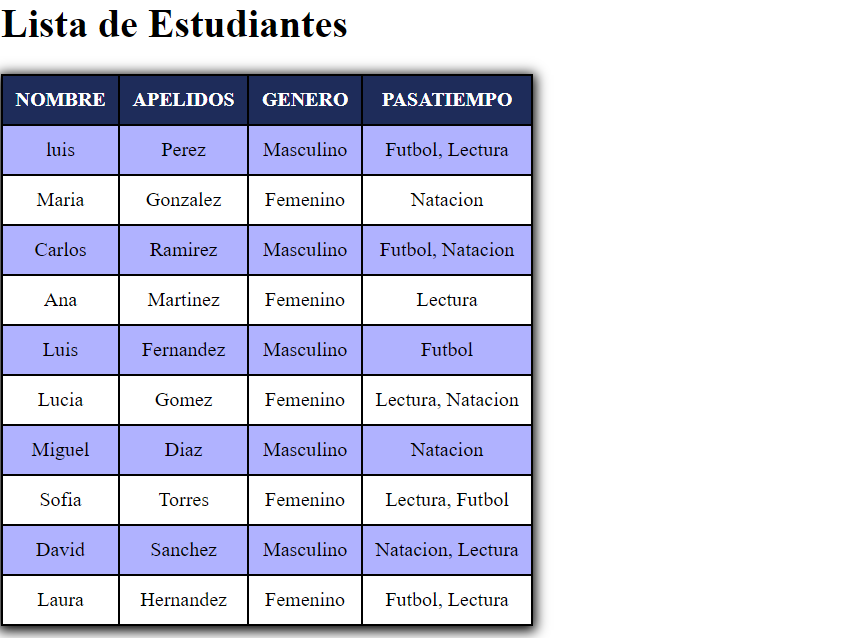 Lista de Estudiantes
NOMBRE APELIDOS GENERO PASATIEMPO
luis Perez Masculino Futbol, Lectura
Maria Gonzalez Femenino Natacion
Carlos Ramirez Masculino Futbol, Natacion
Ana Martinez Femenino Lectura
Luis Fernandez Masculino Futbol
Lucia Gomez Femenino Lectura, Natacion
Miguel Diaz Masculino Natacion
Sofia Torres Femenino Lectura, Futbol
David Sanchez Masculino Natacion, Lectura
Laura Hernandez Femenino Futbol, Lectura